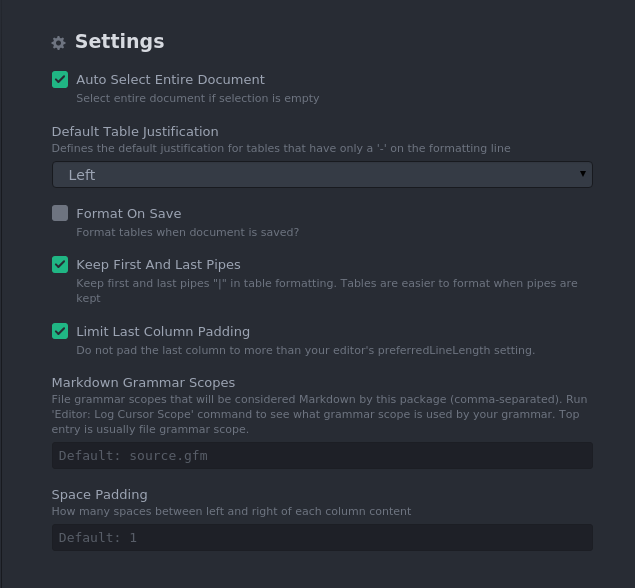 Settings
Auto Select Entire Document
Select entire document if selection is empty
Default Table Justification
Defines the default justification for tables that have only a '-' on the formatting line
Left
Format On Save
Format tables when document is saved?
Keep First And Last Pipes
Keep first and last pipes "|" in table formatting. Tables are easier to format when pipes are
kept
Limit Last Column Padding
Do not pad the last column to more than your editor's preferredLineLength setting.
Markdown Grammar Scopes
File grammar scopes that will be considered Markdown by this package (comma-separated). Run
'Editor: Log Cursor Scope' command to see what grammar scope is used by your grammar. Top
entry is usually file grammar scope.
Default: source.gfm
Space Padding
How many spaces between left and right of each column content
Default: 1